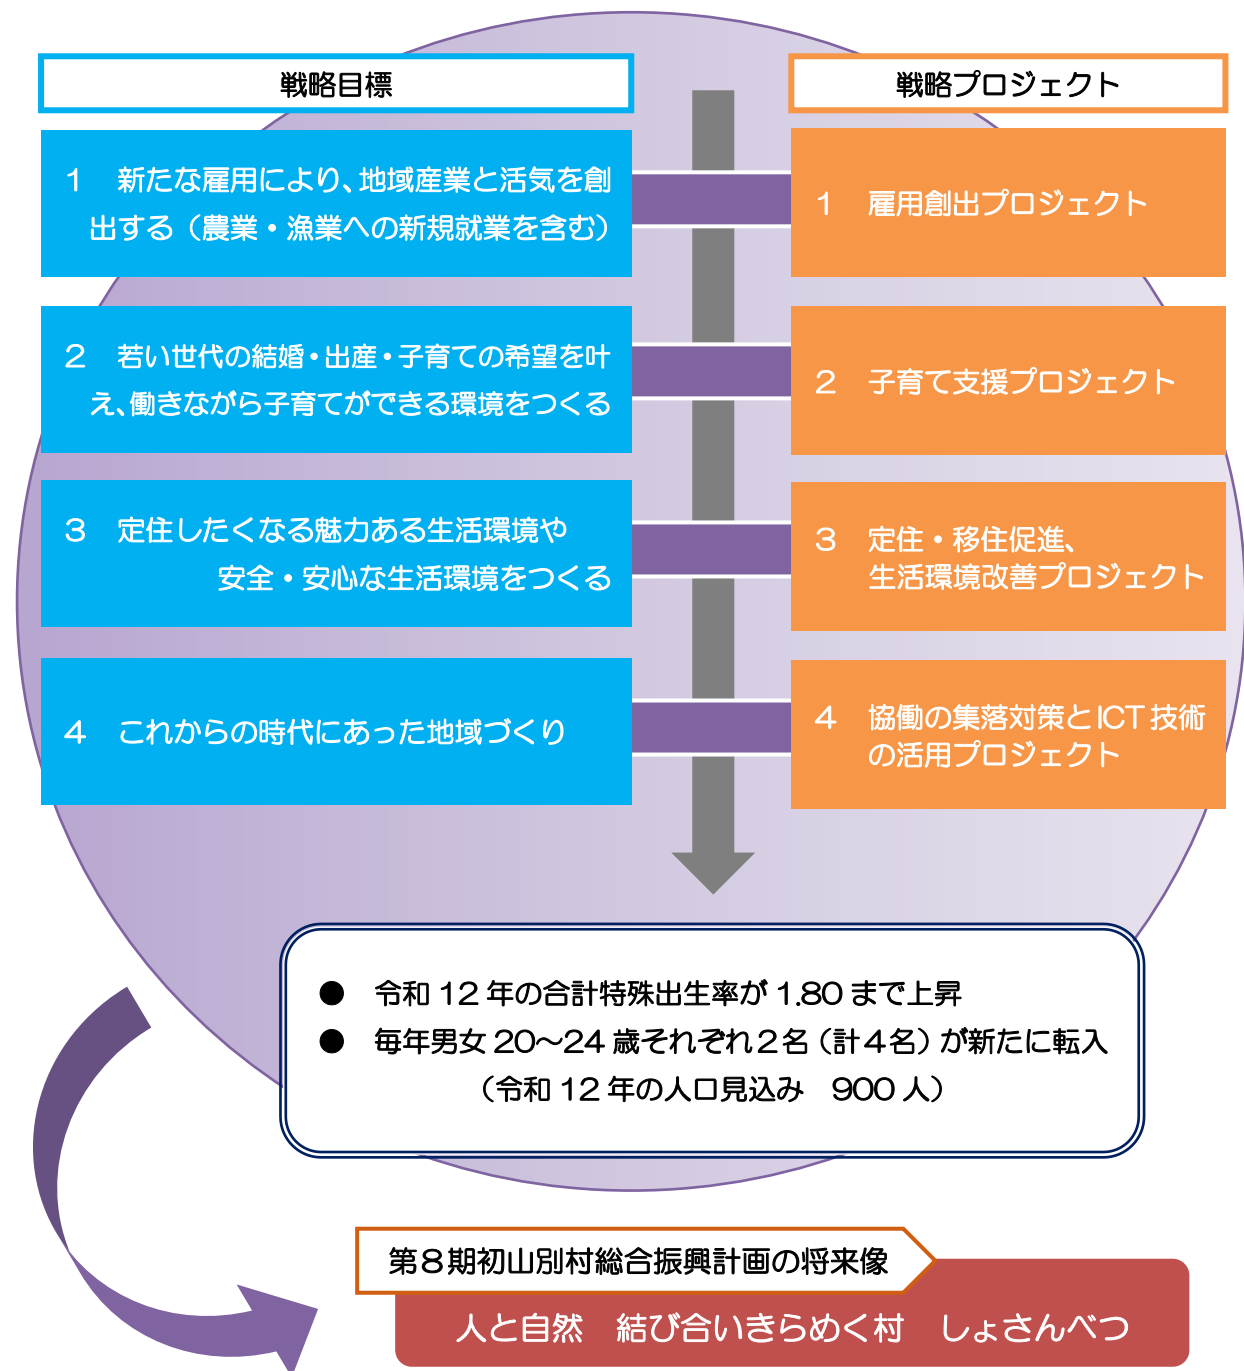 戦略目標
戦略プロジェクト
1　新たな雇用により、地域産業と活気を創
出する（農業・漁業への新規就業を含む）
1　雇用創出プロジェクト
2　若い世代の結婚・出産・子育ての希望を叶
え、働きながら子育てができる環境をつくる
2　子育て支援プロジェクト
3　定住したくなる魅力ある生活環境や
安全・安心な生活環境をつくる
3　定住・移住促進、
生活環境改善プロジェクト
4　これからの時代にあった地域づくり
4　協働の集落対策とICT技術
の活用プロジェクト
●　令和12年の合計特殊出生率が1.80まで上昇
●　毎年男女20～24歳それぞれ2名（計4名）が新たに転入
（令和12年の人口見込み　900人）
第8期初山別村総合振興計画の将来像
人と自然　結び合いきらめく村　しょさんべつ